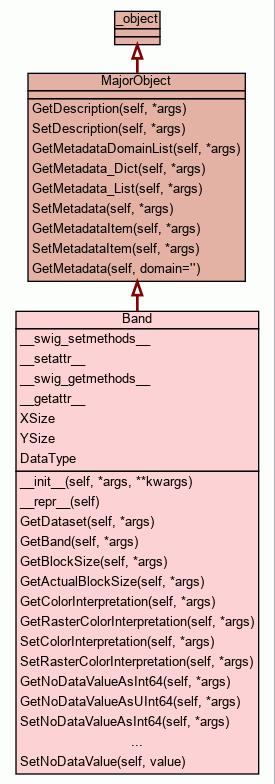 _object
MajorObject
GetDescription(self, *args)
SetDescription(self, *args)
GetMetadataDomainList(self, *args)
GetMetadata_Dict(self, *args)
GetMetadata_List(self, *args)
SetMetadata(self, *args)
GetMetadataItem(self, *args)
SetMetadataItem(self, *args)
GetMetadata(self, domain='')
Band
__swig_setmethods__
__setattr__
__swig_getmethods__
__getattr__
XSize
YSize
DataType
__init__(self, *args, **kwargs)
__repr__(self)
GetDataset(self, *args)
GetBand(self, *args)
GetBlockSize(self, *args)
GetActualBlockSize(self, *args)
GetColorInterpretation(self, *args)
GetRasterColorInterpretation(self, *args)
SetColorInterpretation(self, *args)
SetRasterColorInterpretation(self, *args)
GetNoDataValueAsInt64(self, *args)
GetNoDataValueAsUInt64(self, *args)
SetNoDataValueAsInt64(self, *args)
...
SetNoDataValue(self, value)